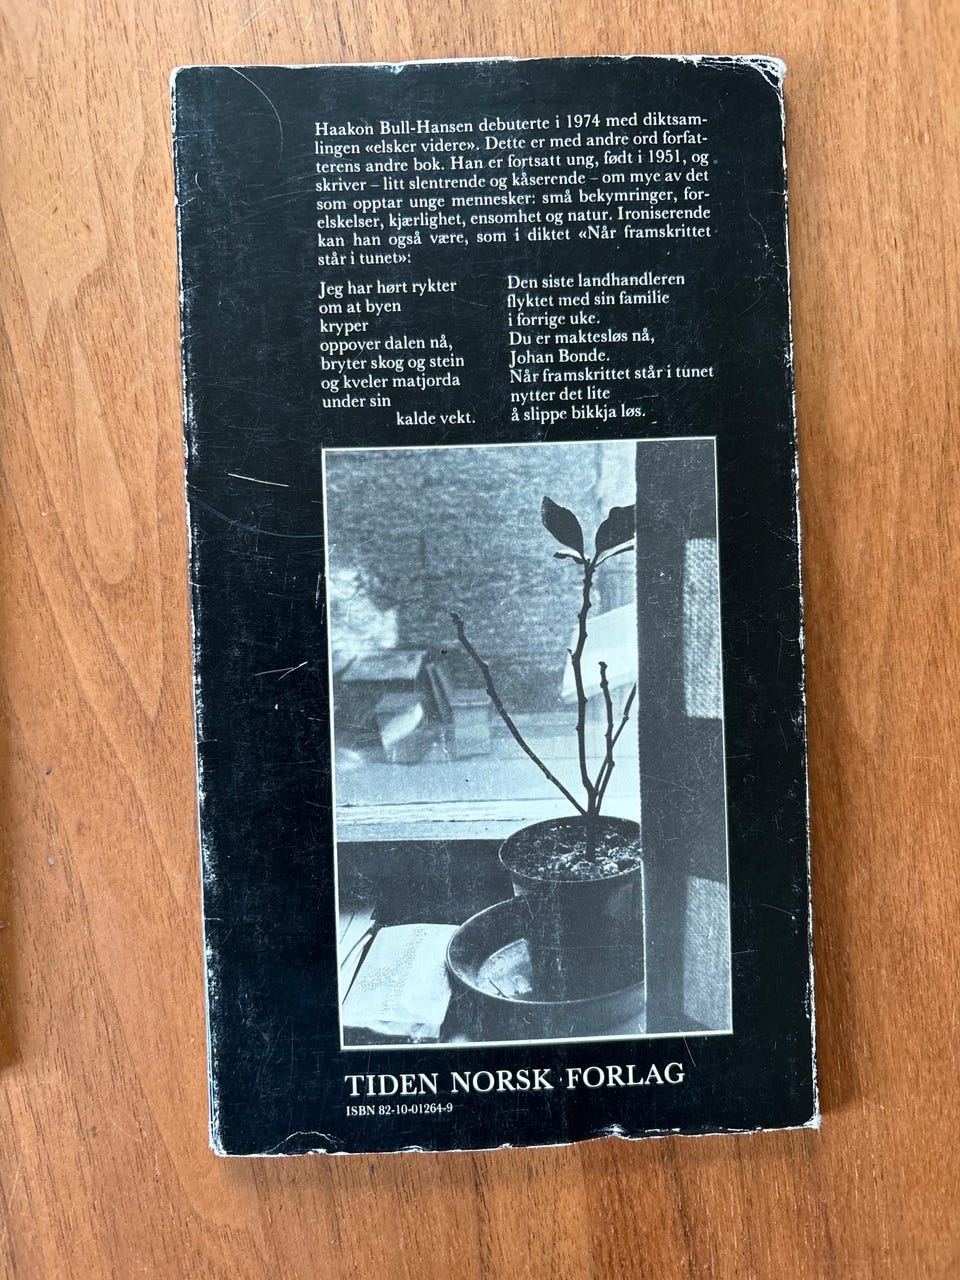 Haakon Bull-Hansen debuterte i 1974 med diktsam-
lingen «elsker videre». Dette er med andre ord forfat-
terens andre bok. Han er fortsatt ung, født i 1951, og
skriver – litt slentrende og kåserende – om mye av det
som opptar unge mennesker: små bekymringer, for-
elskelser, kjærlighet, ensomhet og natur. Ironiserende
kan han også være, som i diktet «Når framskrittet
står i tunet»:
Jeg har hørt rykter
om at byen
kryper
oppover dalen nå,
bryter skog og stein
og kveler matjorda
under sin
kalde vekt.
Den siste landhandleren
flyktet med sin familie
i forrige uke.
Du er maktesløs nå,
Johan Bonde.
Når framskrittet står i tunet
nytter det lite
å slippe bikkja løs.
TIDEN NORSK FORLAG
ISBN 82-10-01264-9